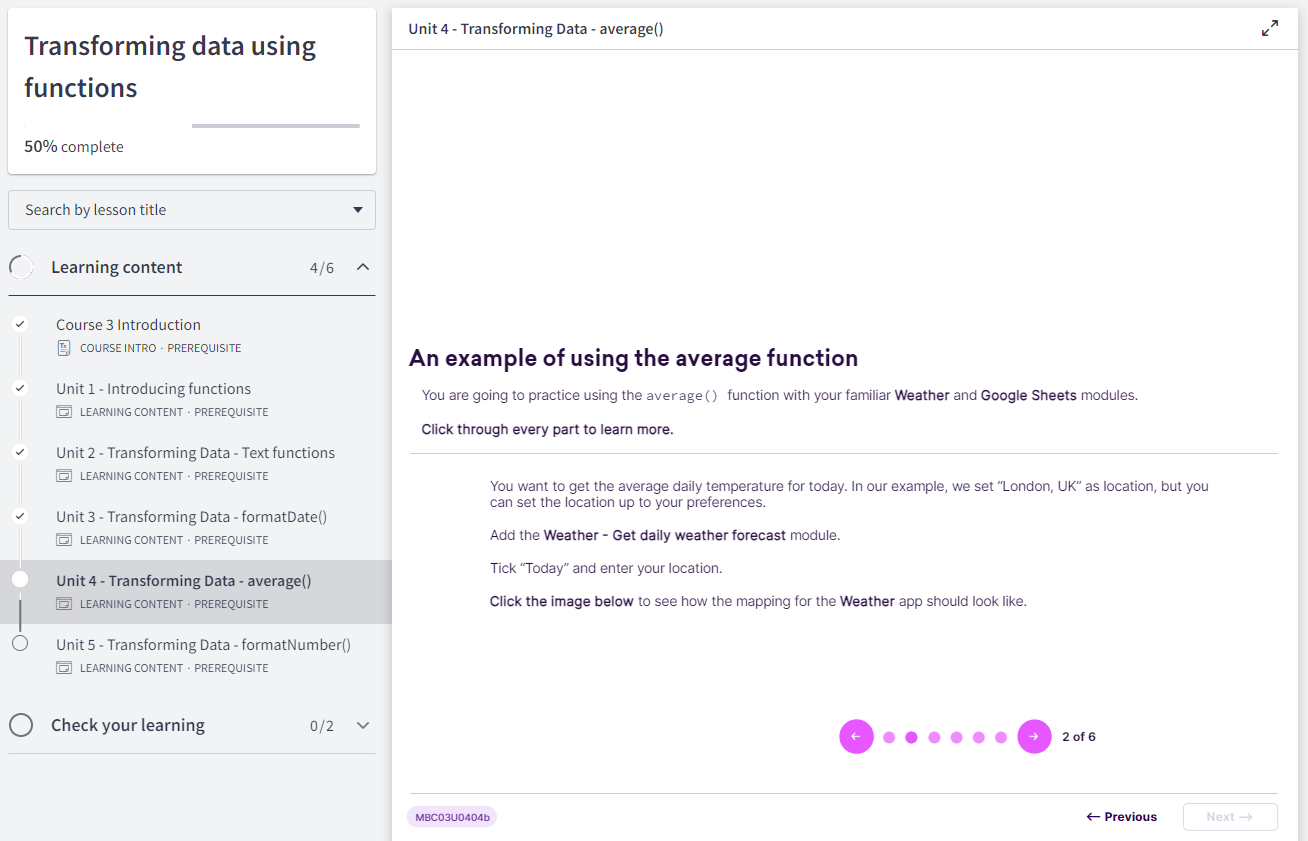 Transforming data using
functions
50% complete
Search by lesson title
Learning content 4/6
Course 3 Introduction
COURSE INTRO · PREREQUISITE
Unit 1 - Introducing functions
LEARNING CONTENT · PREREQUISITE
Unit 2 - Transforming Data - Text functions
LEARNING CONTENT · PREREQUISITE
Unit 3 - Transforming Data - formatDate()
LEARNING CONTENT · PREREQUISITE
Unit 4 - Transforming Data - average()
LEARNING CONTENT · PREREQUISITE
Unit 5 - Transforming Data - formatNumber()
LEARNING CONTENT · PREREQUISITE
Check your learning 0/2
Unit 4 - Transforming Data - average()
An example of using the average function
You are going to practice using the average() function with your familiar Weather and Google Sheets modules.
Click through every part to learn more.
You want to get the average daily temperature for today. In our example, we set “London, UK” as location, but you
can set the location up to your preferences.
Add the Weather - Get daily weather forecast module.
Tick “Today” and enter your location.
Click the image below to see how the mapping for the Weather app should look like.
← → 2 of 6
MBC03U0404b
← Previous Next →